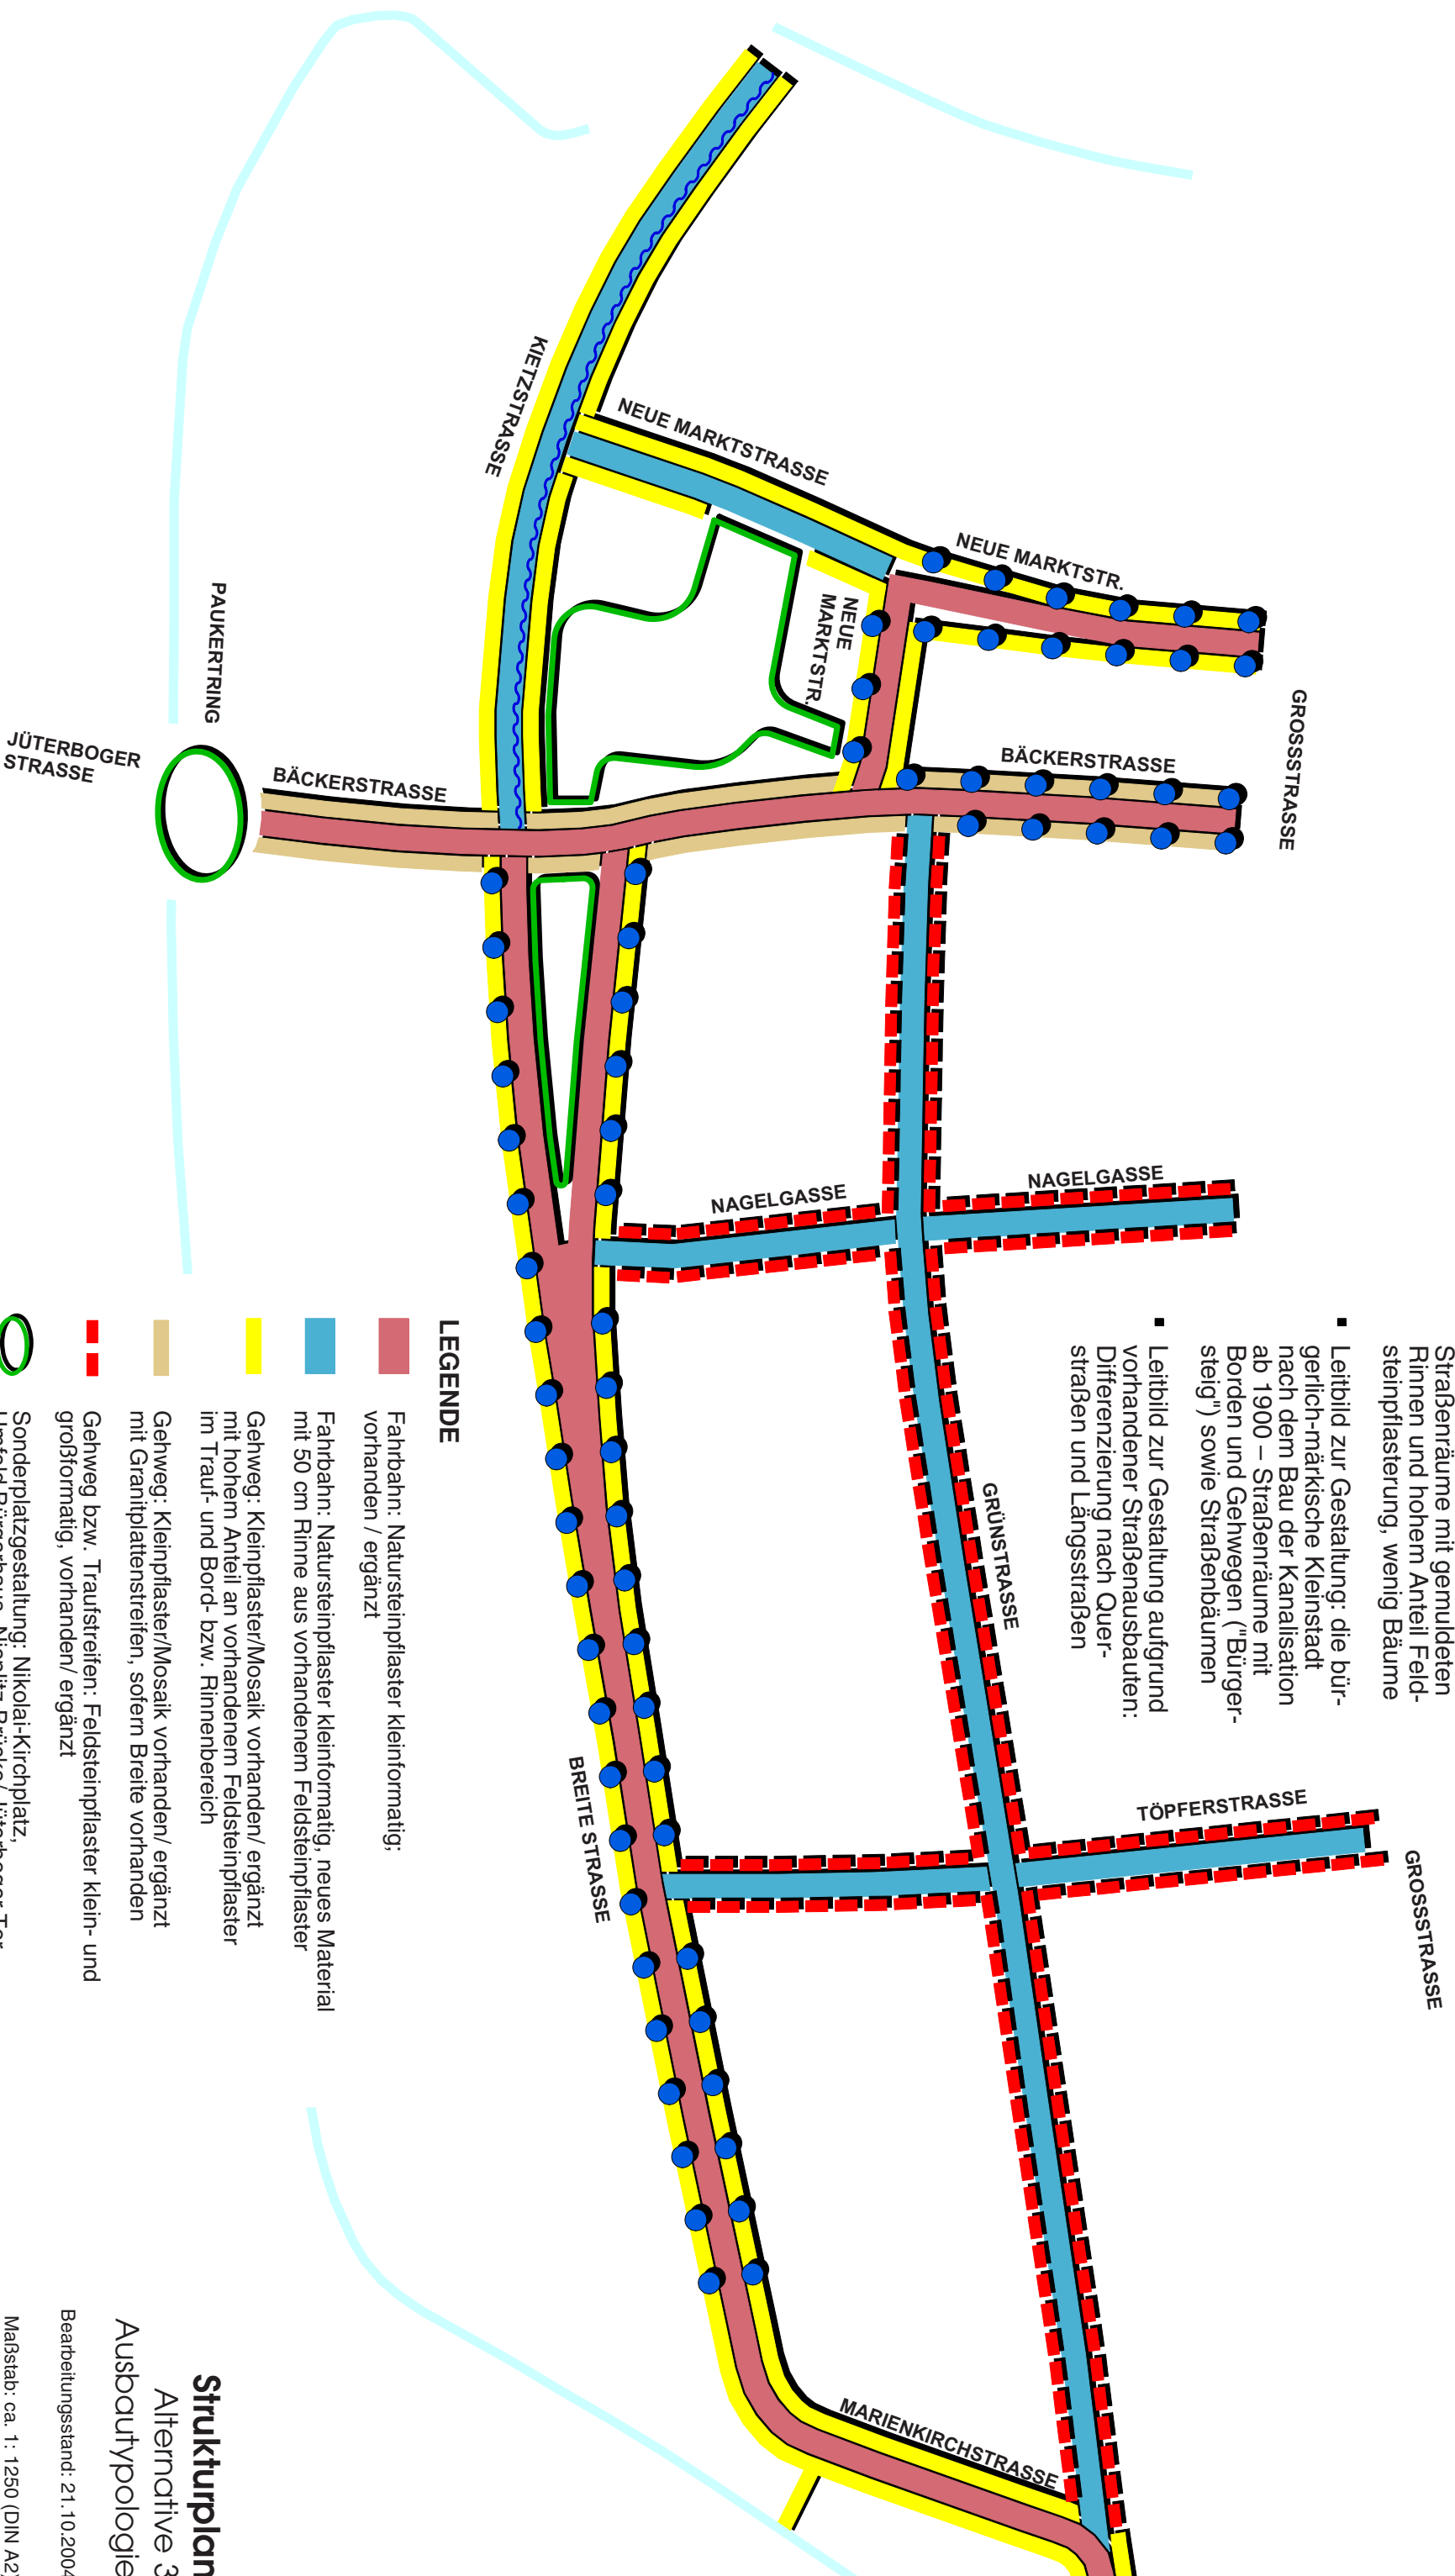 Straßenräume mit gemuldeten
Rinnen und hohem Anteil Feld-
steinpflasterung, wenig Bäume
▪ Leitbild zur Gestaltung: die bür-
gerlich-märkische Kleinstadt
nach dem Bau der Kanalisation
ab 1900 – Straßenräume mit
Borden und Gehwegen ("Bürger-
steig") sowie Straßenbäumen
▪ Leitbild zur Gestaltung aufgrund
vorhandener Straßenausbauten:
Differenzierung nach Quer-
straßen und Längsstraßen
GROSSSTRASSE
GROSSSTRASSE
NEUE MARKTSTR.
BÄCKERSTRASSE
NAGELGASSE
TÖPFERSTRASSE
NEUE MARKTSTRASSE
NEUE
MARKTSTR.
NAGELGASSE
GRÜNSTRASSE
MARIENKIRCHSTRASSE
KIETZSTRASSE
BREITE STRASSE
BÄCKERSTRASSE
PAUKERTRING
JÜTERBOGER
STRASSE
LEGENDE
Fahrbahn: Natursteinpflaster kleinformatig;
vorhanden / ergänzt
Fahrbahn: Natursteinpflaster kleinformatig, neues Material
mit 50 cm Rinne aus vorhandenem Feldsteinpflaster
Gehweg: Kleinpflaster/Mosaik vorhanden/ ergänzt
mit hohem Anteil an vorhandenem Feldsteinpflaster
im Trauf- und Bord- bzw. Rinnenbereich
Gehweg: Kleinpflaster/Mosaik vorhanden/ ergänzt
mit Granitplattenstreifen, sofern Breite vorhanden
Gehweg bzw. Traufstreifen: Feldsteinpflaster klein- und
großformatig, vorhanden/ ergänzt
Sonderplatzgestaltung: Nikolai-Kirchplatz,
Strukturplan
Alternative 3
Ausbautypologie
Bearbeitungsstand: 21.10.2004
Maßstab: ca. 1: 1250 (DIN A2)